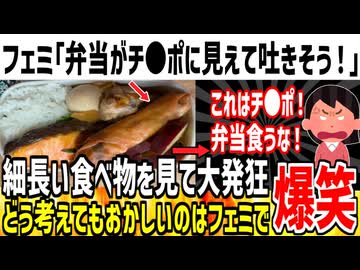 フェミ「弁当がチ●ポに見えて吐きそう！」
これはチ●ポ！
弁当食うな！
細長い食べ物を見て大発狂
どう考えてもおかしいのはフェミで爆笑